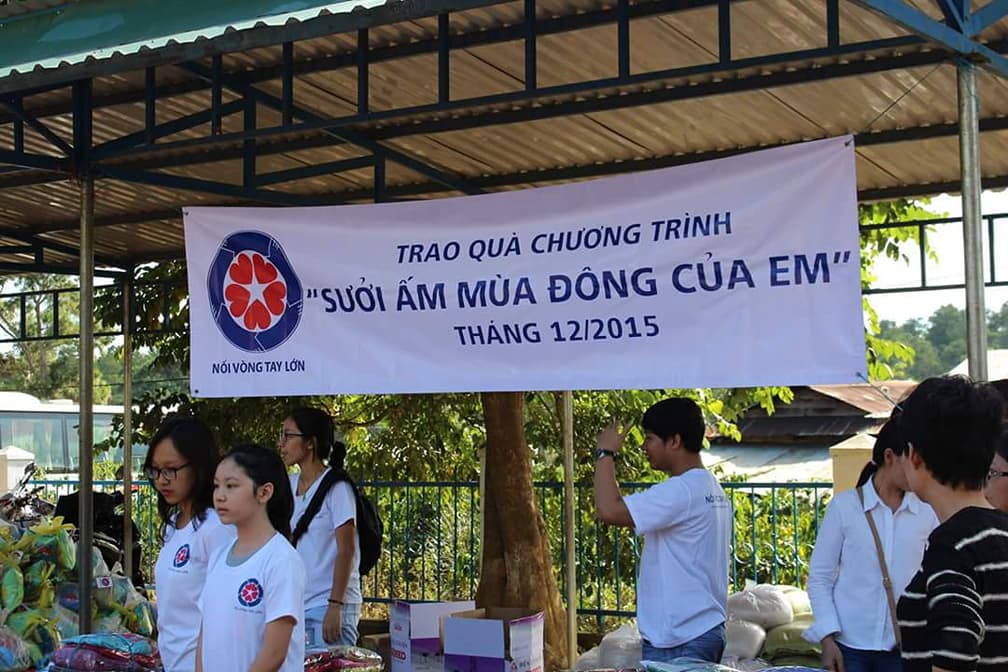 TRAO QUÀ CHƯƠNG TRÌNH
"SƯỞI ẤM MÙA ĐÔNG CỦA EM"
THÁNG 12/2015
NỐI VÒNG TAY LỚN